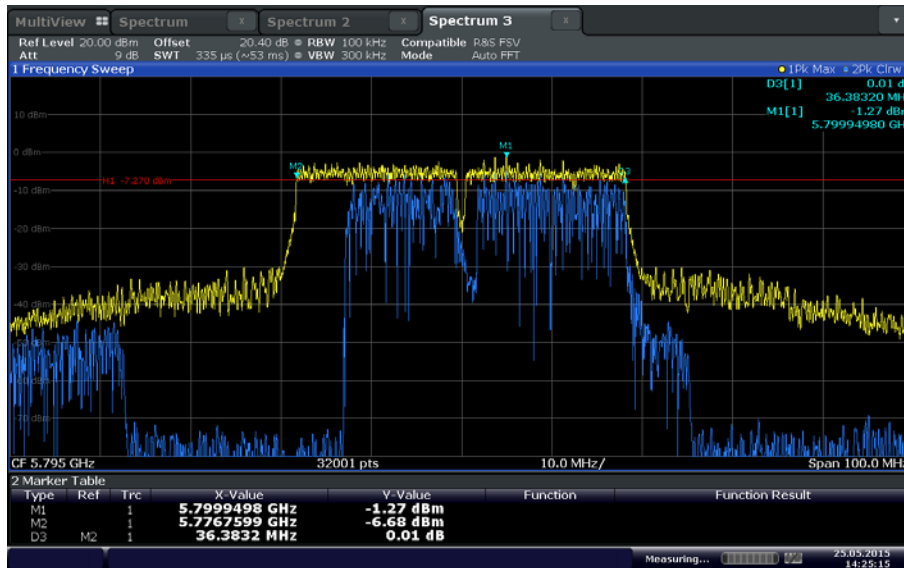 MultiView Spectrum x Spectrum 2 x Spectrum 3 x
Ref Level 20.00 dBm Offset 20.40 dB RBW 100 kHz Compatible R&S FSV
Att 9 dB SWT 335 µs (~53 ms) VBW 300 kHz Mode Auto FFT
1 Frequency Sweep 1Pk Max 2Pk Clrw
D3[1] 0.01 d
36.38320 MH
M1[1] -1.27 dBr
5.79994980 GH
10 dBm
0 dBm
M1
M2
D3
H1 -7.270 dBm
-10 dBm
-20 dBm
-30 dBm
-40 dBm
-70 dBm
CF 5.795 GHz 32001 pts 10.0 MHz/ Span 100.0 MHz
2 Marker Table
Type Ref Trc X-Value Y-Value Function Function Result
M1 1 5.7999498 GHz -1.27 dBm
M2 1 5.7767599 GHz -6.68 dBm
D3 M2 1 36.3832 MHz 0.01 dB
Measuring... 25.05.2015
14:25:15